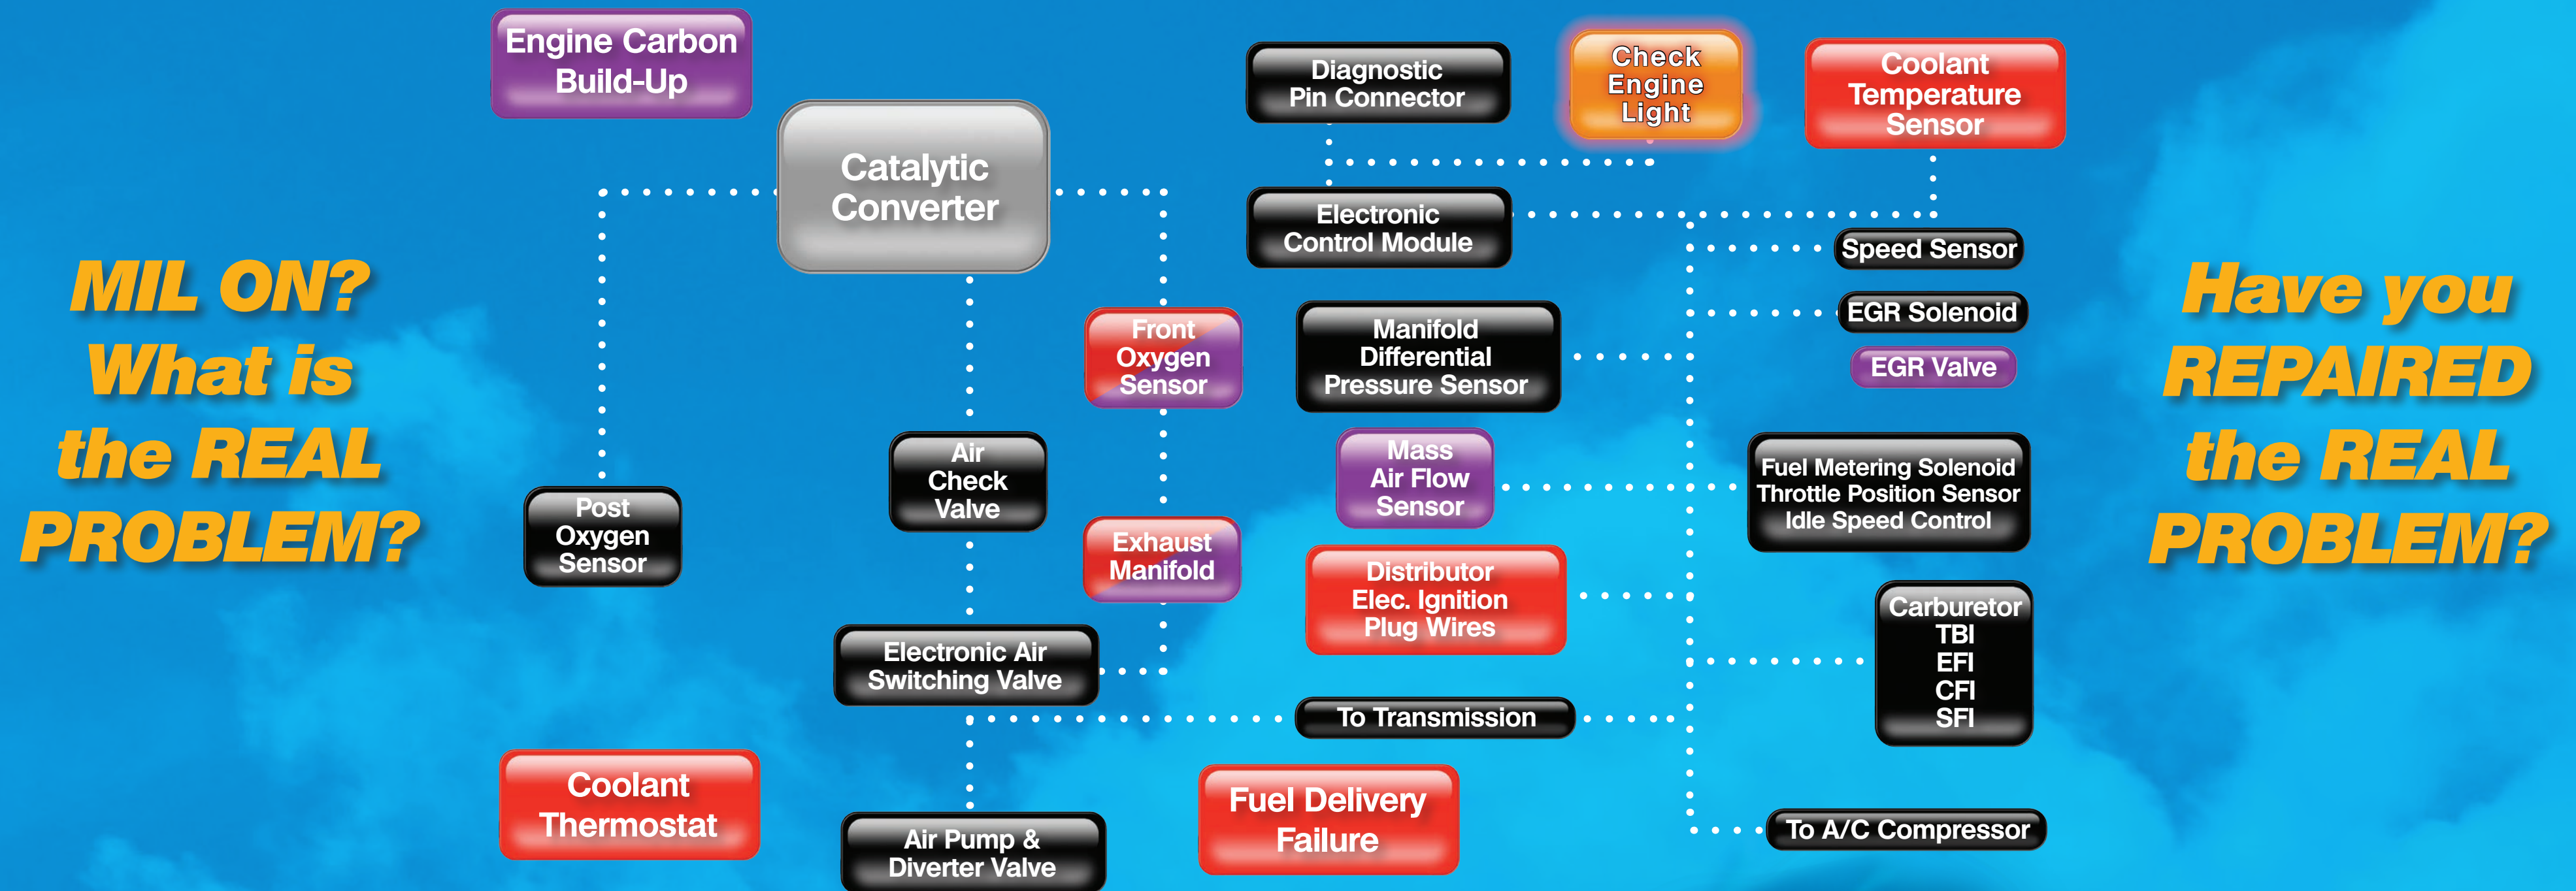 MIL ON?
What is
the REAL
PROBLEM?
Engine Carbon
Build-Up
Catalytic
Converter
Post
Oxygen
Sensor
Air
Check
Valve
Front
Oxygen
Sensor
Exhaust
Manifold
Electronic Air
Switching Valve
Coolant
Thermostat
Air Pump &
Diverter Valve
Diagnostic
Pin Connector
Check
Engine
Light
Coolant
Temperature
Sensor
Electronic
Control Module
Speed Sensor
EGR Solenoid
EGR Valve
Manifold
Differential
Pressure Sensor
Mass
Air Flow
Sensor
Fuel Metering Solenoid
Throttle Position Sensor
Idle Speed Control
Distributor
Elec. Ignition
Plug Wires
Carburetor
TBI
EFI
CFI
SFI
To Transmission
Fuel Delivery
Failure
To A/C Compressor
Have you
REPAIRED
the REAL
PROBLEM?